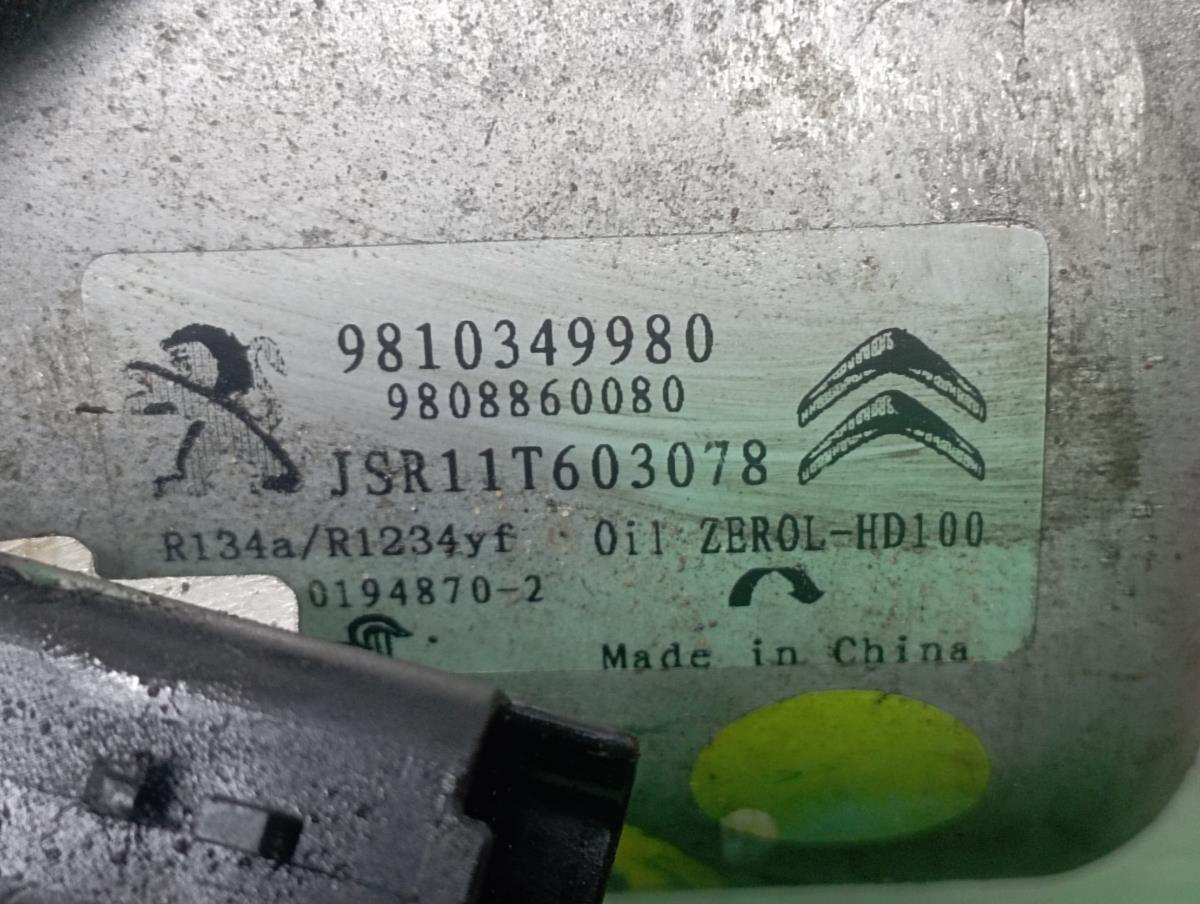 9810349980
9808860080
JSR11T603078
R134a/R1234yf Oil ZEROL-HD100
0194870-2
Made in China